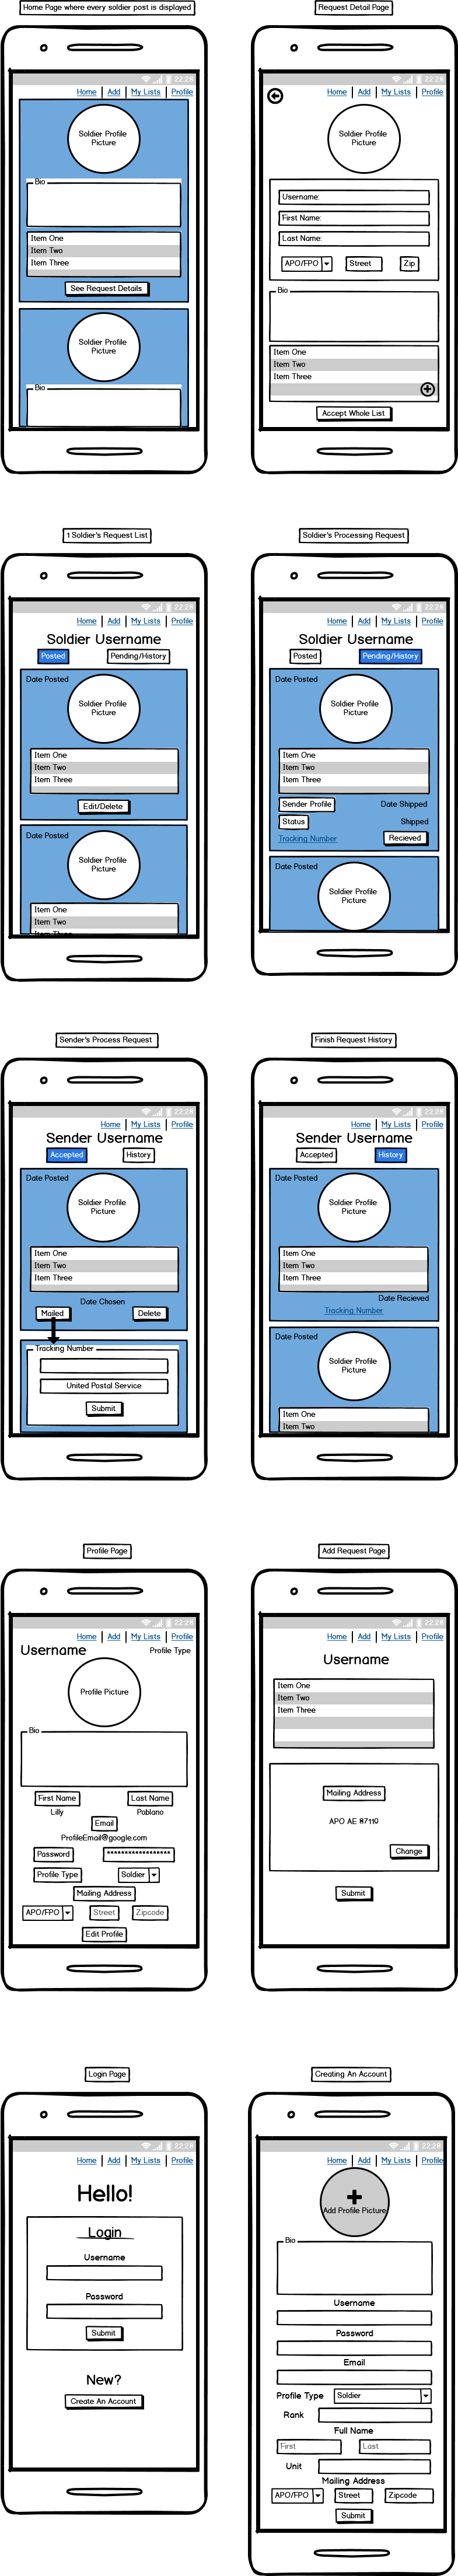 Home Page where every soldier post is displayed
22:28
Home | Add | My Lists | Profile
Soldier Profile
Picture
Bio
Item One
Item Two
Item Three
See Request Details
Soldier Profile
Picture
Bio
Request Detail Page
22:28
Home | Add | My Lists | Profile
Soldier Profile
Picture
Username:
First Name:
Last Name:
APO/FPO Street Zip
Bio
Item One
Item Two
Item Three
Accept Whole List
1 Soldier's Request List
22:28
Home | Add | My Lists | Profile
Soldier Username
Posted Pending/History
Date Posted
Soldier Profile
Picture
Item One
Item Two
Item Three
Edit/Delete
Date Posted
Soldier Profile
Picture
Item One
Item Two
Item Three
Soldier's Processing Request
22:28
Home | Add | My Lists | Profile
Soldier Username
Posted Pending/History
Date Posted
Soldier Profile
Picture
Item One
Item Two
Item Three
Sender Profile Date Shipped
Status Shipped
Tracking Number Recieved
Date Posted
Soldier Profile
Picture
Sender's Process Request
22:28
Home | My Lists | Profile
Sender Username
Accepted History
Date Posted
Soldier Profile
Picture
Item One
Item Two
Item Three
Date Chosen
Mailed Delete
Tracking Number
United Postal Service
Submit
Finish Request History
22:28
Home | My Lists | Profile
Sender Username
Accepted History
Date Posted
Soldier Profile
Picture
Item One
Item Two
Item Three
Date Recieved
Tracking Number
Date Posted
Soldier Profile
Picture
Item One
Item Two
Profile Page
22:28
Home | Add | My Lists | Profile
Username Profile Type
Profile Picture
Bio
First Name Last Name
Lilly Pablano
Email
ProfileEmail@google.com
Password ******************
Profile Type Soldier
Mailing Address
APO/FPO Street Zipcode
Edit Profile
Add Request Page
22:28
Home | Add | My Lists | Profile
Username
Item One
Item Two
Item Three
Mailing Address
APO AE 87110
Change
Submit
Login Page
22:28
Home | Add | My Lists | Profile
Hello!
Login
Username
Password
Submit
New?
Create An Account
Creating An Account
22:28
Home | Add | My Lists | Profile
Add Profile Picture
Bio
Username
Password
Email
Profile Type Soldier
Rank
Full Name
First Last
Unit
Mailing Address
APO/FPO Street Zipcode
Submit